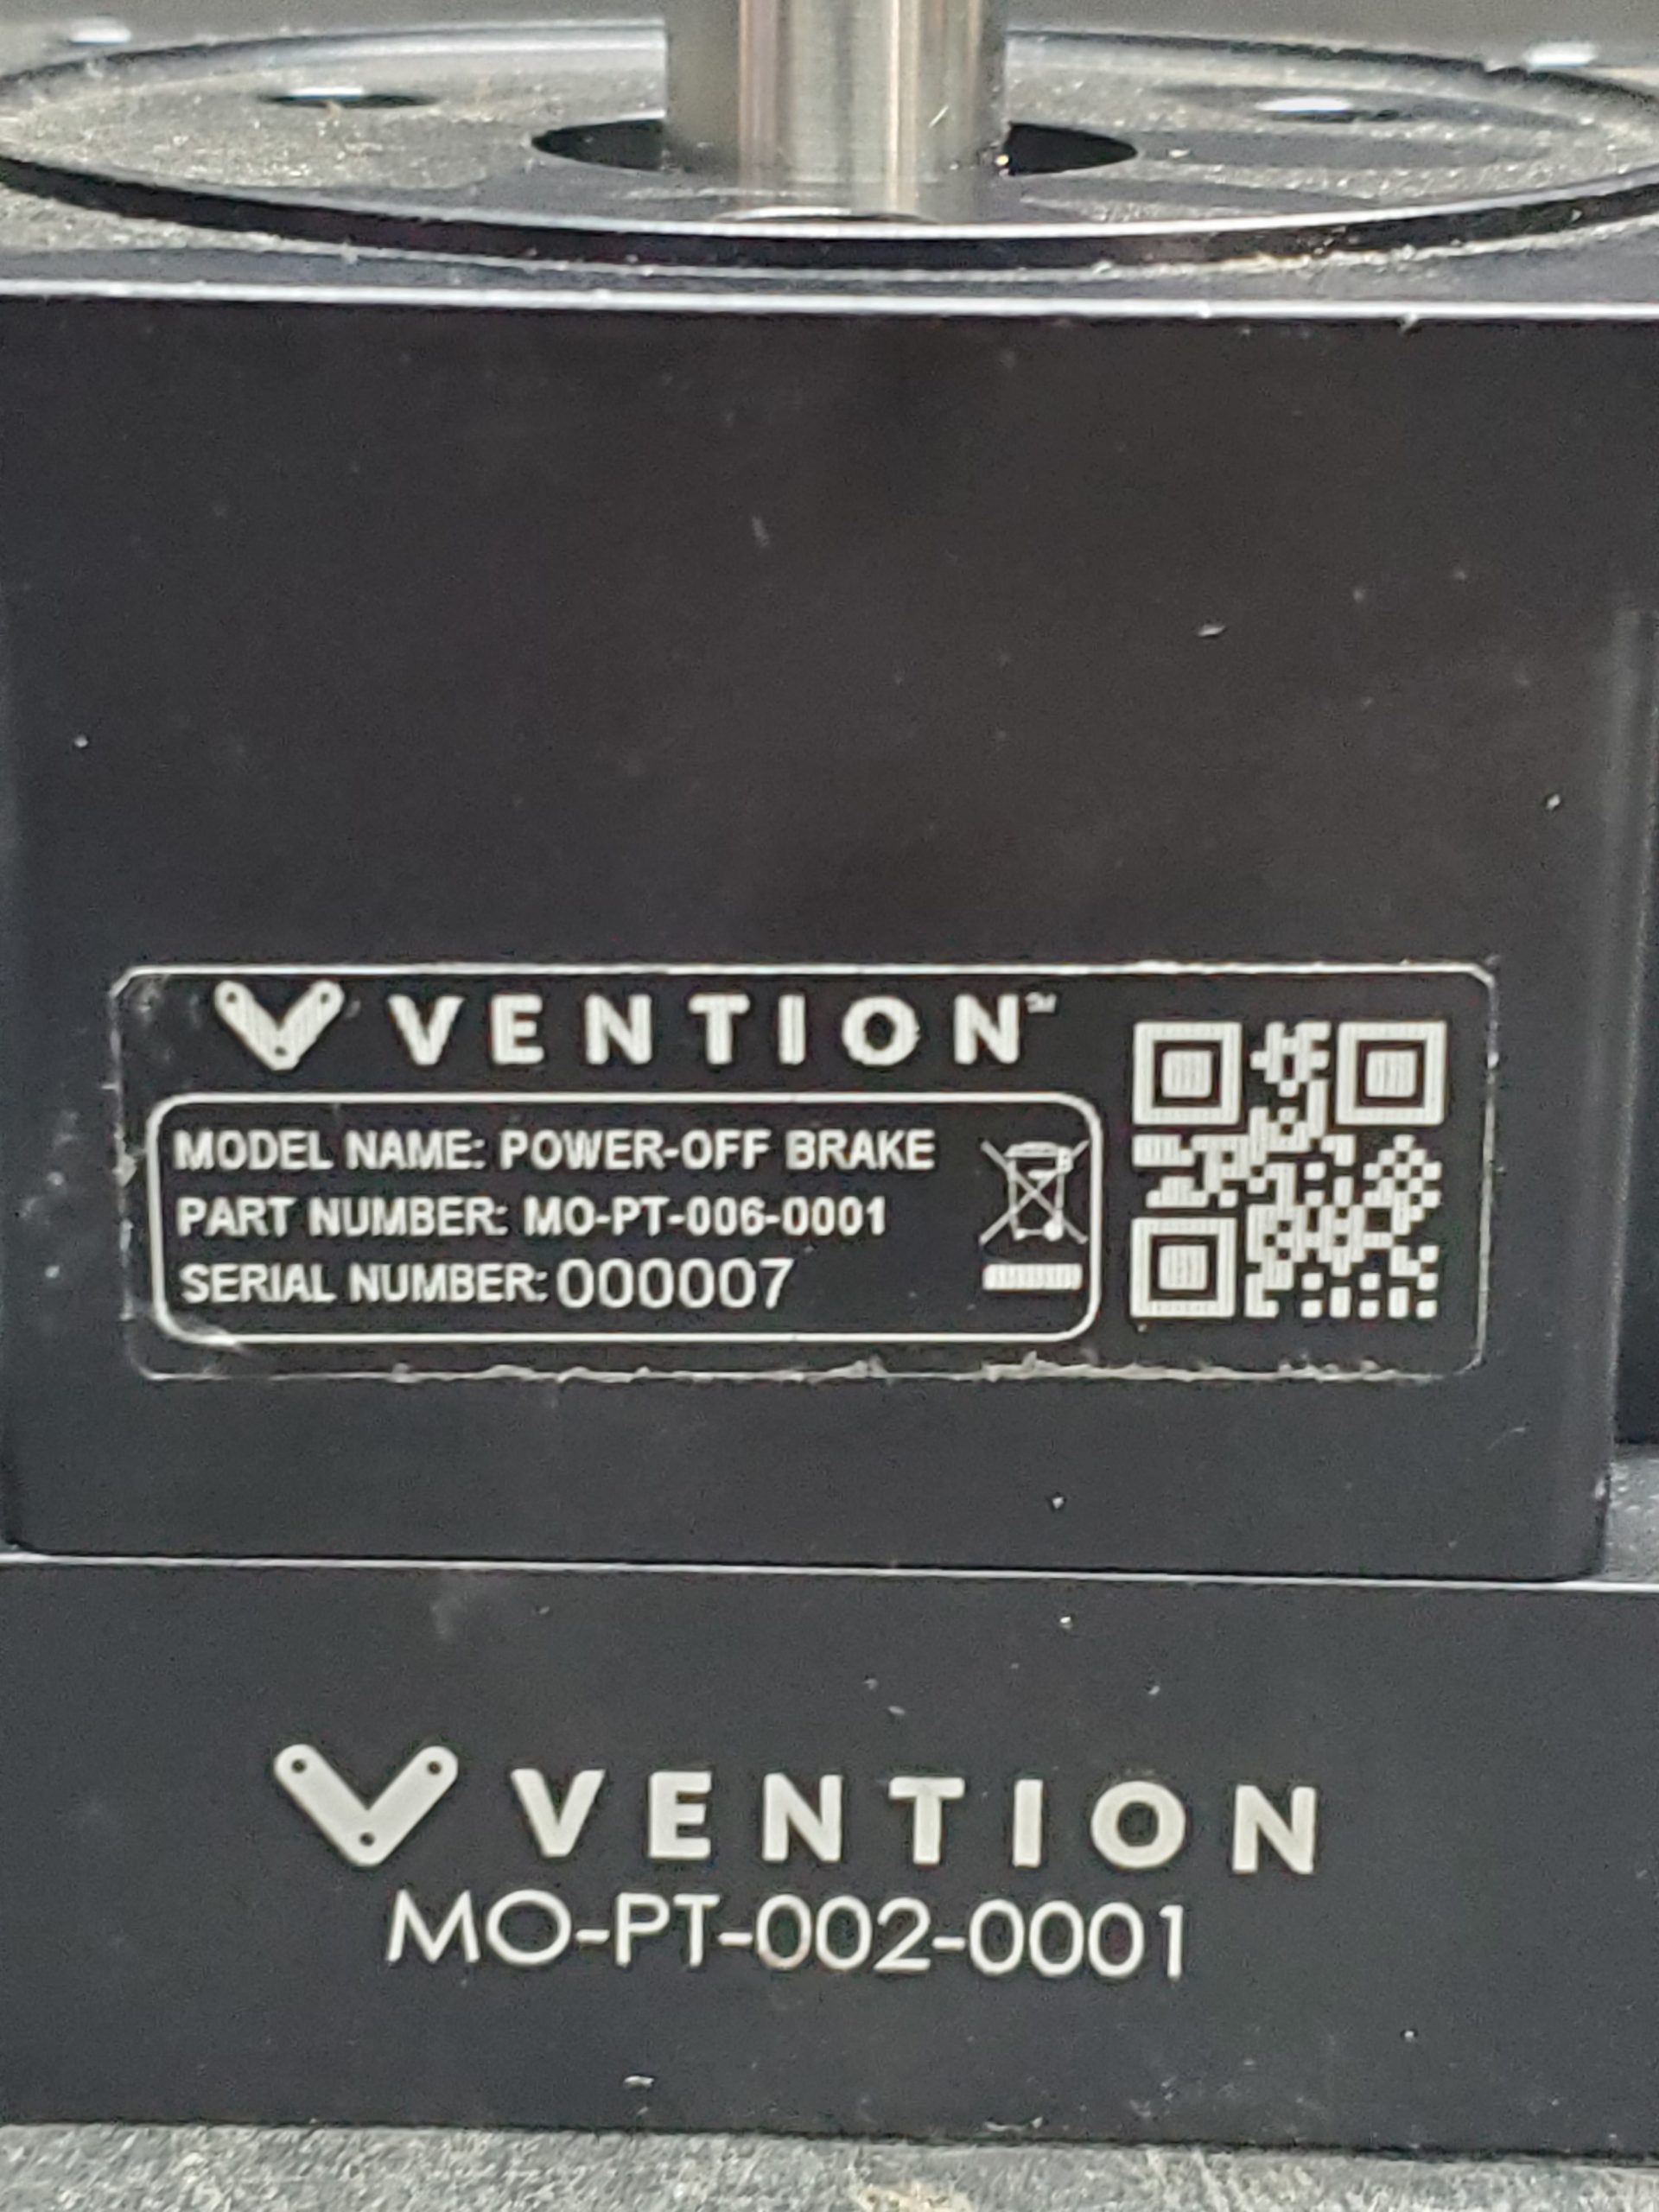 VENTION™
MODEL NAME: POWER-OFF BRAKE
PART NUMBER: MO-PT-006-0001
SERIAL NUMBER: 000007
VENTION
MO-PT-002-0001